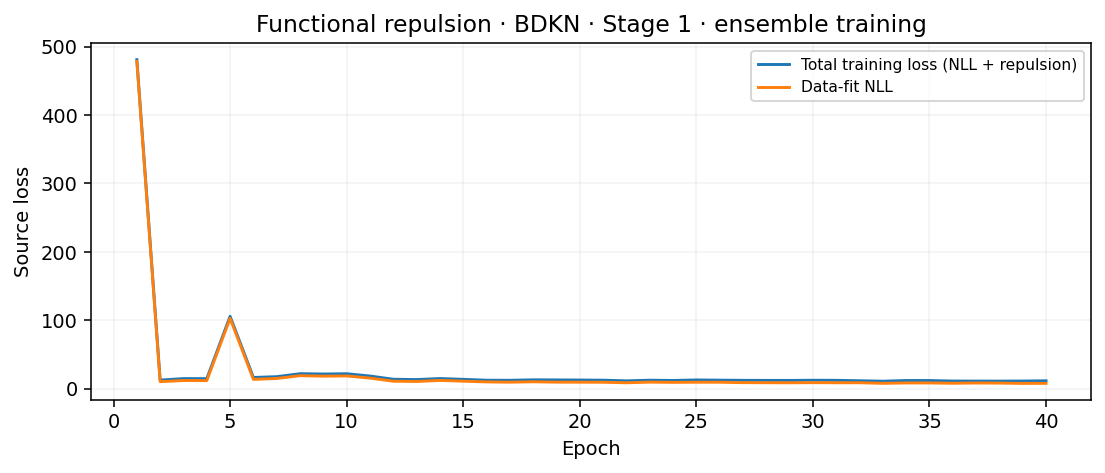 Functional repulsion · BDKN · Stage 1 · ensemble training
Total training loss (NLL + repulsion)
Data-fit NLL
Source loss
500
400
300
200
100
0
0 5 10 15 20 25 30 35 40
Epoch